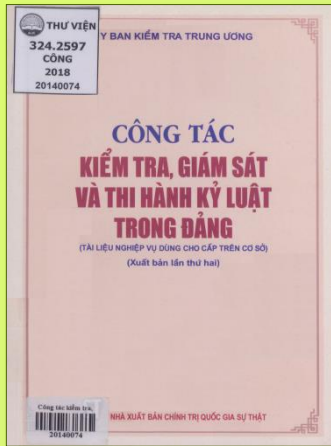 THƯ VIỆN
324.2597
CÔNG
2018
20140074
Y BAN KIỂM TRA TRUNG ƯƠNG
CÔNG TÁC
KIỂM TRA, GIÁM SÁT
VÀ THI HÀNH KỶ LUẬT
TRONG ĐẢNG
(TÀI LIỆU NGHIỆP VỤ DÙNG CHO CẤP TRÊN CƠ SỞ)
(Xuất bản lần thứ hai)
Công tác kiểm tra,
20140074
NHÀ XUẤT BẢN CHÍNH TRỊ QUỐC GIA SỰ THẬT